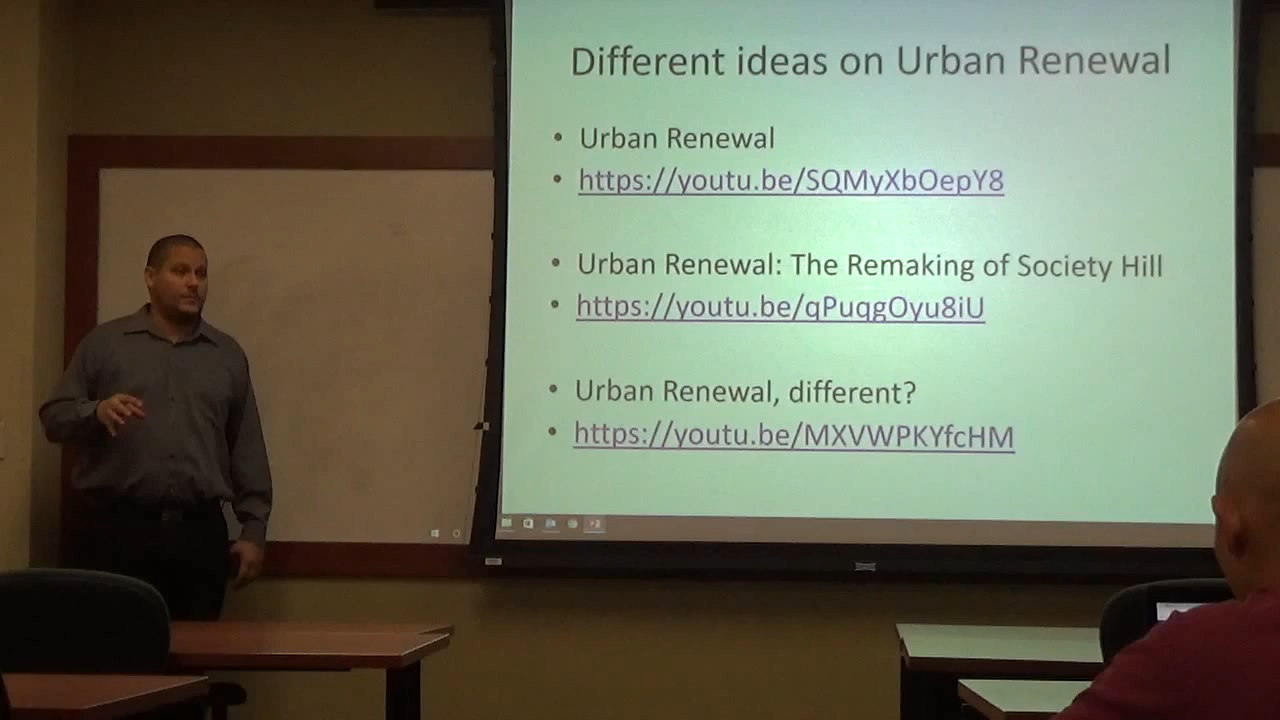 Different ideas on Urban Renewal
• Urban Renewal
• https://youtu.be/SQMyXbOepY8
• Urban Renewal: The Remaking of Society Hill
• https://youtu.be/qPuqgOyu8iU
• Urban Renewal, different?
• https://youtu.be/MXVWPKYfcHM